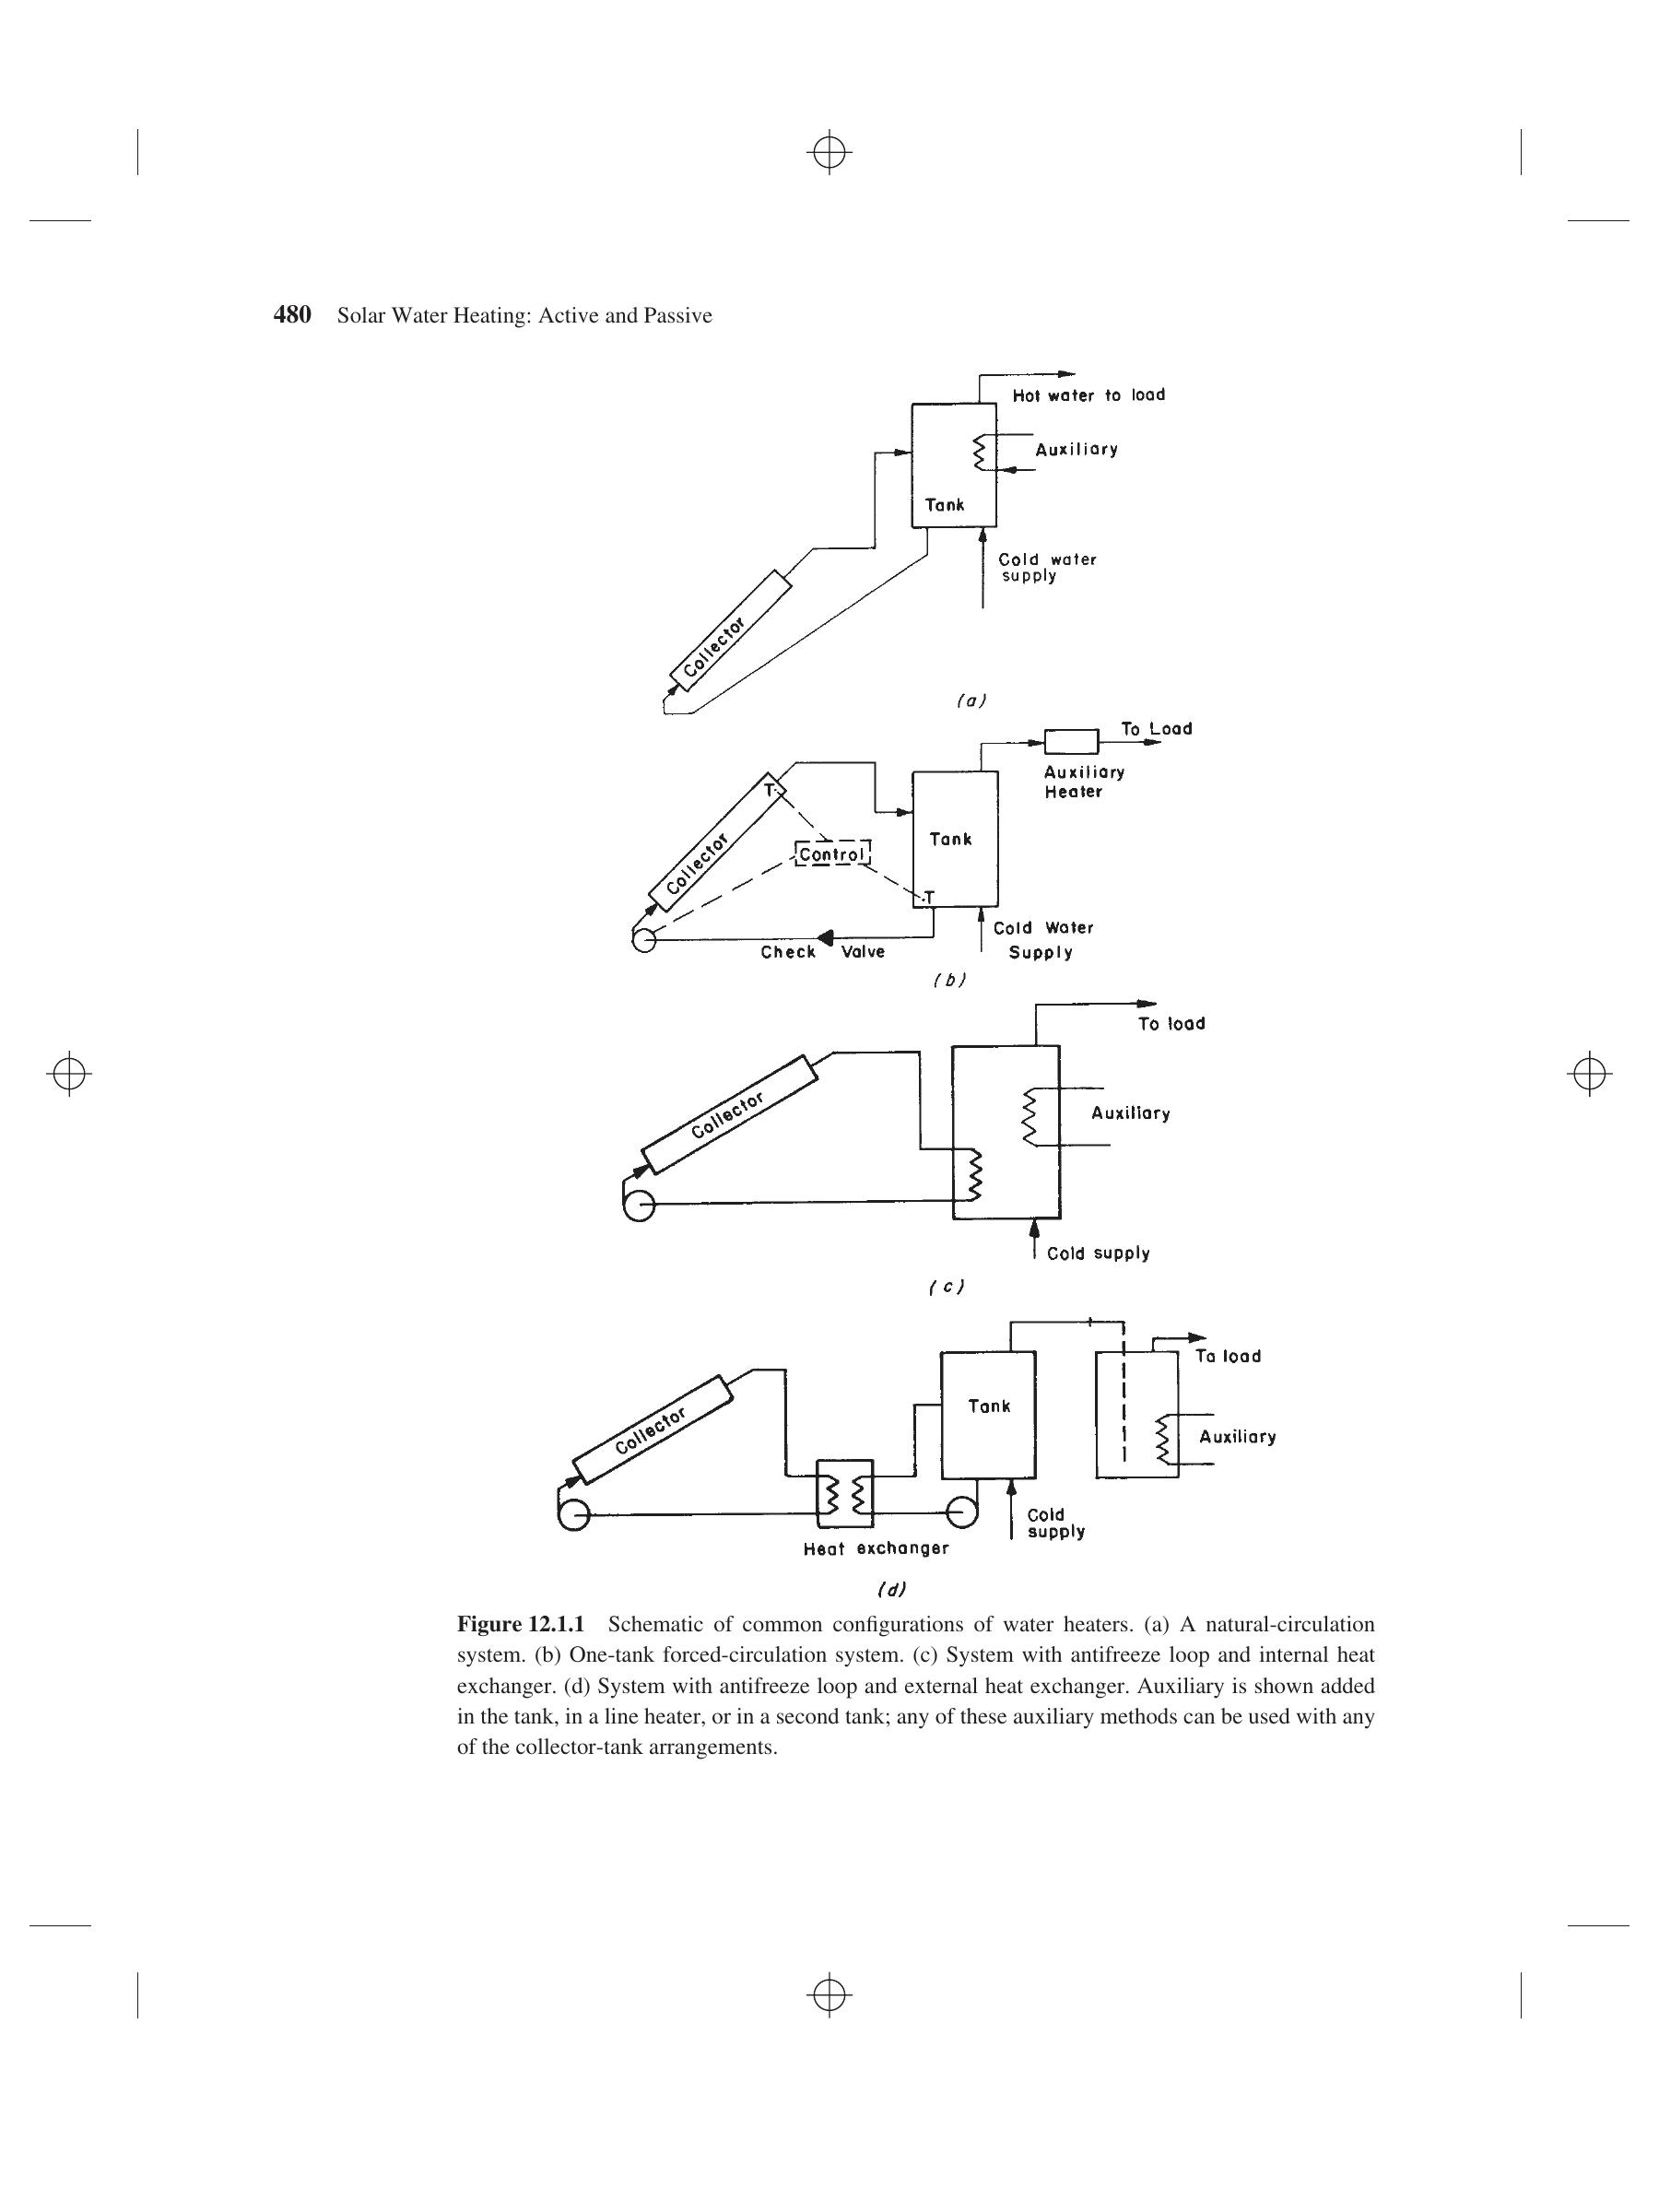 480 Solar Water Heating: Active and Passive
Hot water to load
Auxiliary
Tank
Cold water
supply
Collector
(a)
To Load
Auxiliary
Heater
T
Collector
Control
Tank
T
Cold Water
Supply
Check Valve
(b)
To load
Collector
Auxiliary
Cold supply
(c)
Ta load
Collector
Tank
Auxiliary
Cold
supply
Heat exchanger
(d)
Figure 12.1.1 Schematic of common configurations of water heaters. (a) A natural-circulation
system. (b) One-tank forced-circulation system. (c) System with antifreeze loop and internal heat
exchanger. (d) System with antifreeze loop and external heat exchanger. Auxiliary is shown added
in the tank, in a line heater, or in a second tank; any of these auxiliary methods can be used with any
of the collector-tank arrangements.